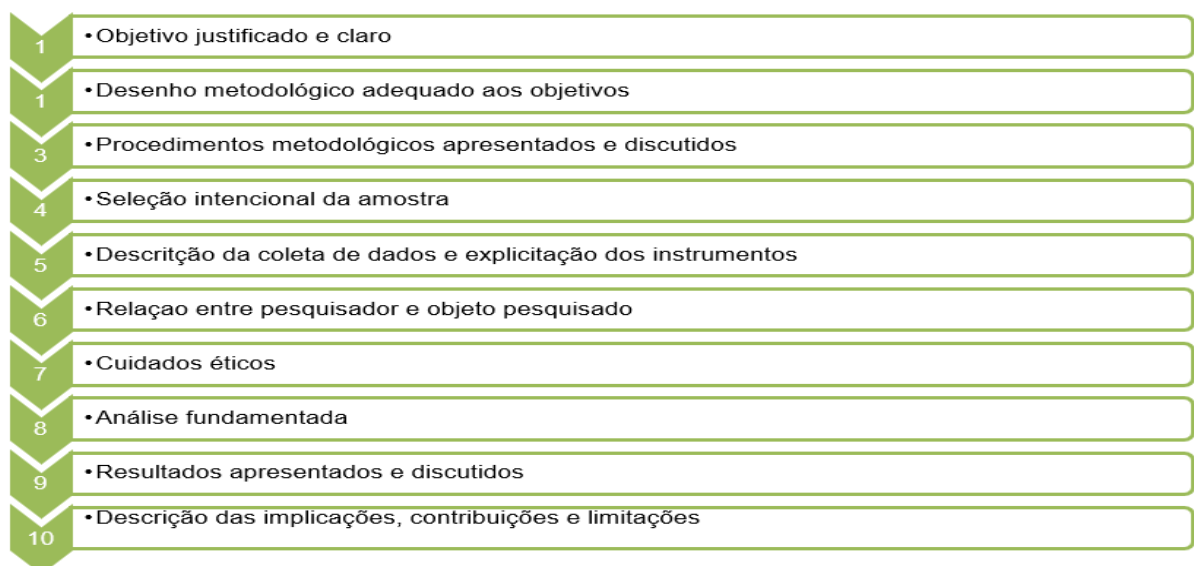 1
•Objetivo justificado e claro
1
•Desenho metodológico adequado aos objetivos
3
•Procedimentos metodológicos apresentados e discutidos
4
•Seleção intencional da amostra
5
•Descritção da coleta de dados e explicitação dos instrumentos
6
•Relaçao entre pesquisador e objeto pesquisado
7
•Cuidados éticos
8
•Análise fundamentada
9
•Resultados apresentados e discutidos
10
•Descrição das implicações, contribuições e limitações